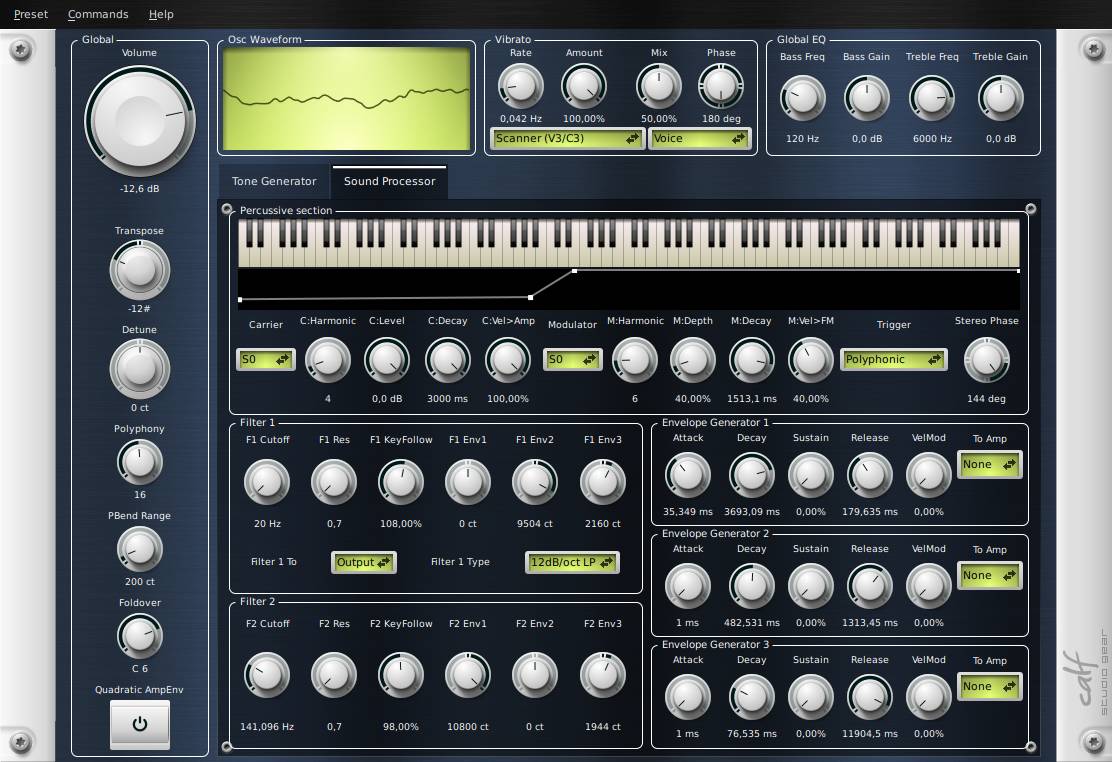 Preset Commands Help
Global
Volume
-12,6 dB
Transpose
-12#
Detune
0 ct
Polyphony
16
PBend Range
200 ct
Foldover
C 6
Quadratic AmpEnv
Osc Waveform
Vibrato
Rate Amount Mix Phase
0,042 Hz 100,00% 50,00% 180 deg
Scanner (V3/C3) Voice
Global EQ
Bass Freq Bass Gain Treble Freq Treble Gain
120 Hz 0,0 dB 6000 Hz 0,0 dB
Tone Generator Sound Processor
Percussive section
Carrier C:Harmonic C:Level C:Decay C:Vel>Amp Modulator M:Harmonic M:Depth M:Decay M:Vel>FM Trigger Stereo Phase
S0 S0 Polyphonic
4 0,0 dB 3000 ms 100,00% 6 40,00% 1513,1 ms 40,00% 144 deg
Filter 1
F1 Cutoff F1 Res F1 KeyFollow F1 Env1 F1 Env2 F1 Env3
20 Hz 0,7 108,00% 0 ct 9504 ct 2160 ct
Filter 1 To Output Filter 1 Type 12dB/oct LP
Filter 2
F2 Cutoff F2 Res F2 KeyFollow F2 Env1 F2 Env2 F2 Env3
141,096 Hz 0,7 98,00% 10800 ct 0 ct 1944 ct
Envelope Generator 1
Attack Decay Sustain Release VelMod To Amp
None
35,349 ms 3693,09 ms 0,00% 179,635 ms 0,00%
Envelope Generator 2
Attack Decay Sustain Release VelMod To Amp
None
1 ms 482,531 ms 0,00% 1313,45 ms 0,00%
Envelope Generator 3
Attack Decay Sustain Release VelMod To Amp
None
1 ms 76,535 ms 0,00% 11904,5 ms 0,00%
calf
studio gear